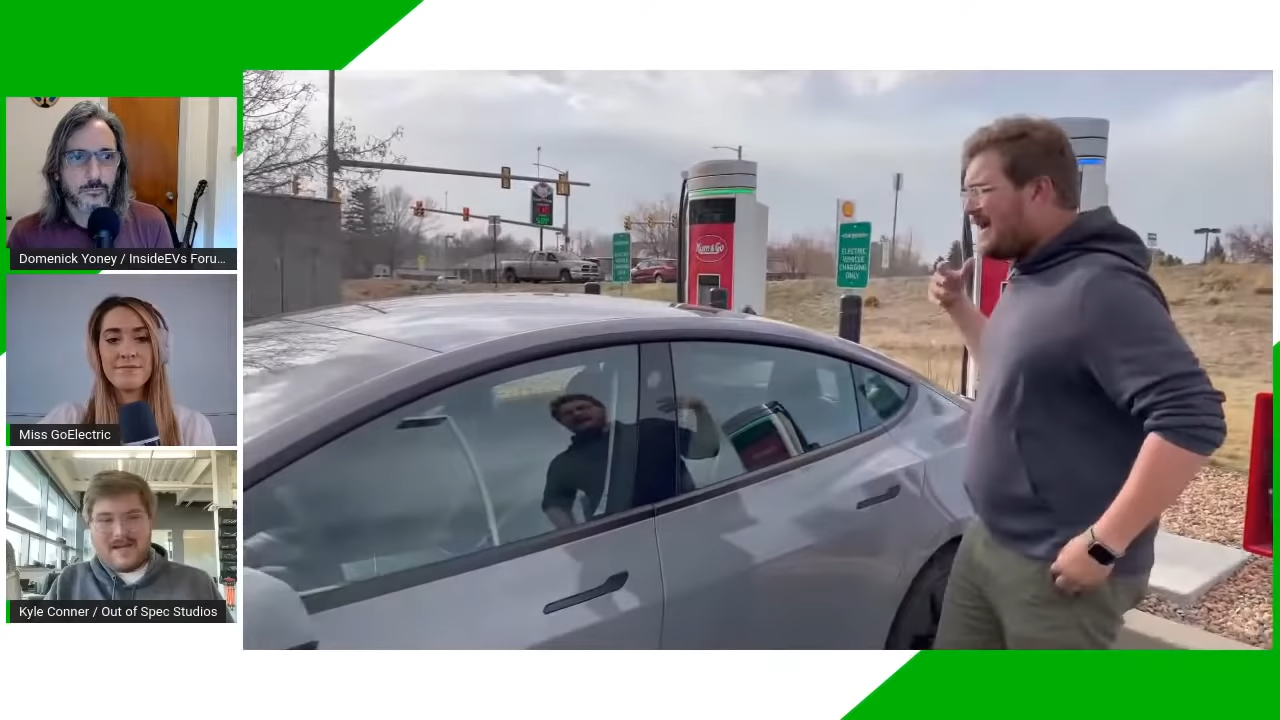 Domenick Yoney / InsideEVs Foru...
Miss GoElectric
Kyle Conner / Out of Spec Studios
Kum&Go
ELECTRIC
VEHICLE
CHARGING
ONLY